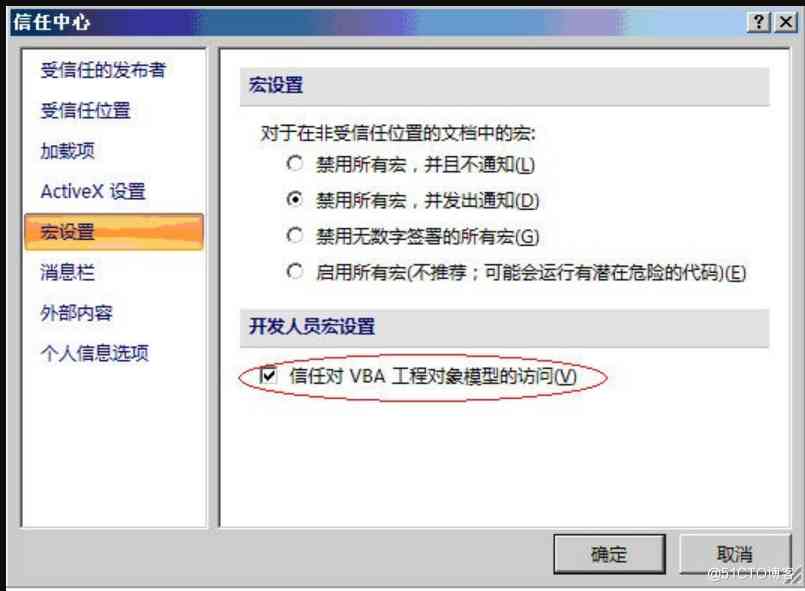 信任中心
受信任的发布者
受信任位置
加载项
ActiveX 设置
宏设置
消息栏
外部内容
个人信息选项
宏设置
对于在非受信任位置的文档中的宏:
禁用所有宏，并且不通知(L)
禁用所有宏，并发出通知(D)
禁用无数字签署的所有宏(G)
启用所有宏(不推荐；可能会运行有潜在危险的代码)(E)
开发人员宏设置
信任对 VBA 工程对象模型的访问(V)
确定
取消
@51CTO博客